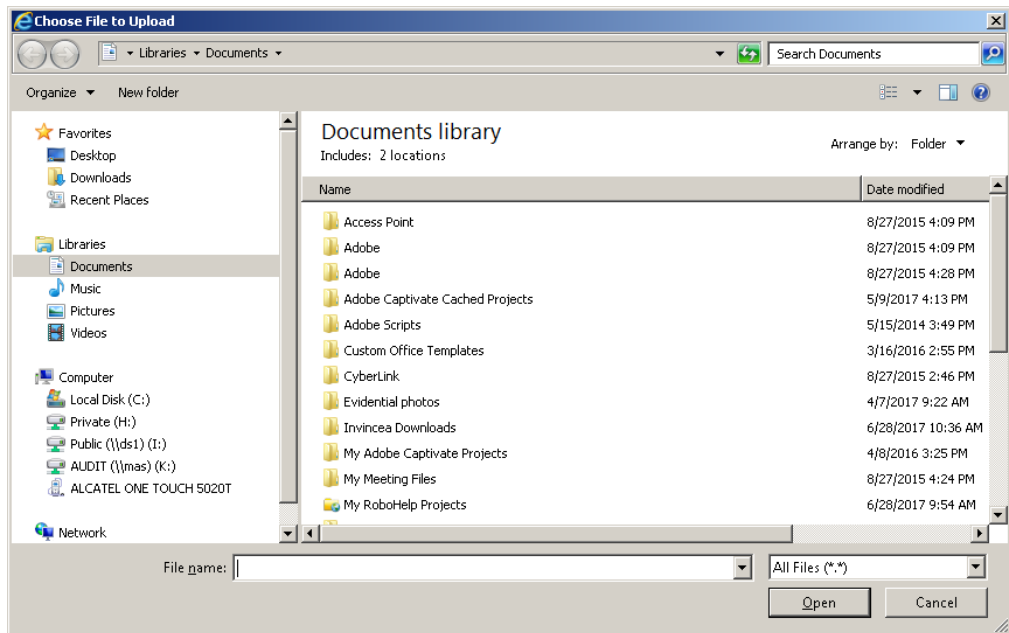 Choose File to Upload
Libraries Documents
Search Documents
Organize New folder
Favorites
Desktop
Downloads
Recent Places
Libraries
Documents
Music
Pictures
Videos
Computer
Local Disk (C:)
Private (H:)
Public (\\ds1) (I:)
AUDIT (\\mas) (K:)
ALCATEL ONE TOUCH 5020T
Network
Documents library
Includes: 2 locations
Arrange by: Folder
Name Date modified
Access Point 8/27/2015 4:09 PM
Adobe 8/27/2015 4:09 PM
Adobe 8/27/2015 4:28 PM
Adobe Captivate Cached Projects 5/9/2017 4:13 PM
Adobe Scripts 5/15/2014 3:49 PM
Custom Office Templates 3/16/2016 2:55 PM
CyberLink 8/27/2015 2:46 PM
Evidential photos 4/7/2017 9:22 AM
Invincea Downloads 6/28/2017 10:36 AM
My Adobe Captivate Projects 4/8/2016 3:25 PM
My Meeting Files 8/27/2015 4:24 PM
My RoboHelp Projects 6/28/2017 9:54 AM
File name: All Files (*.*)
Open Cancel